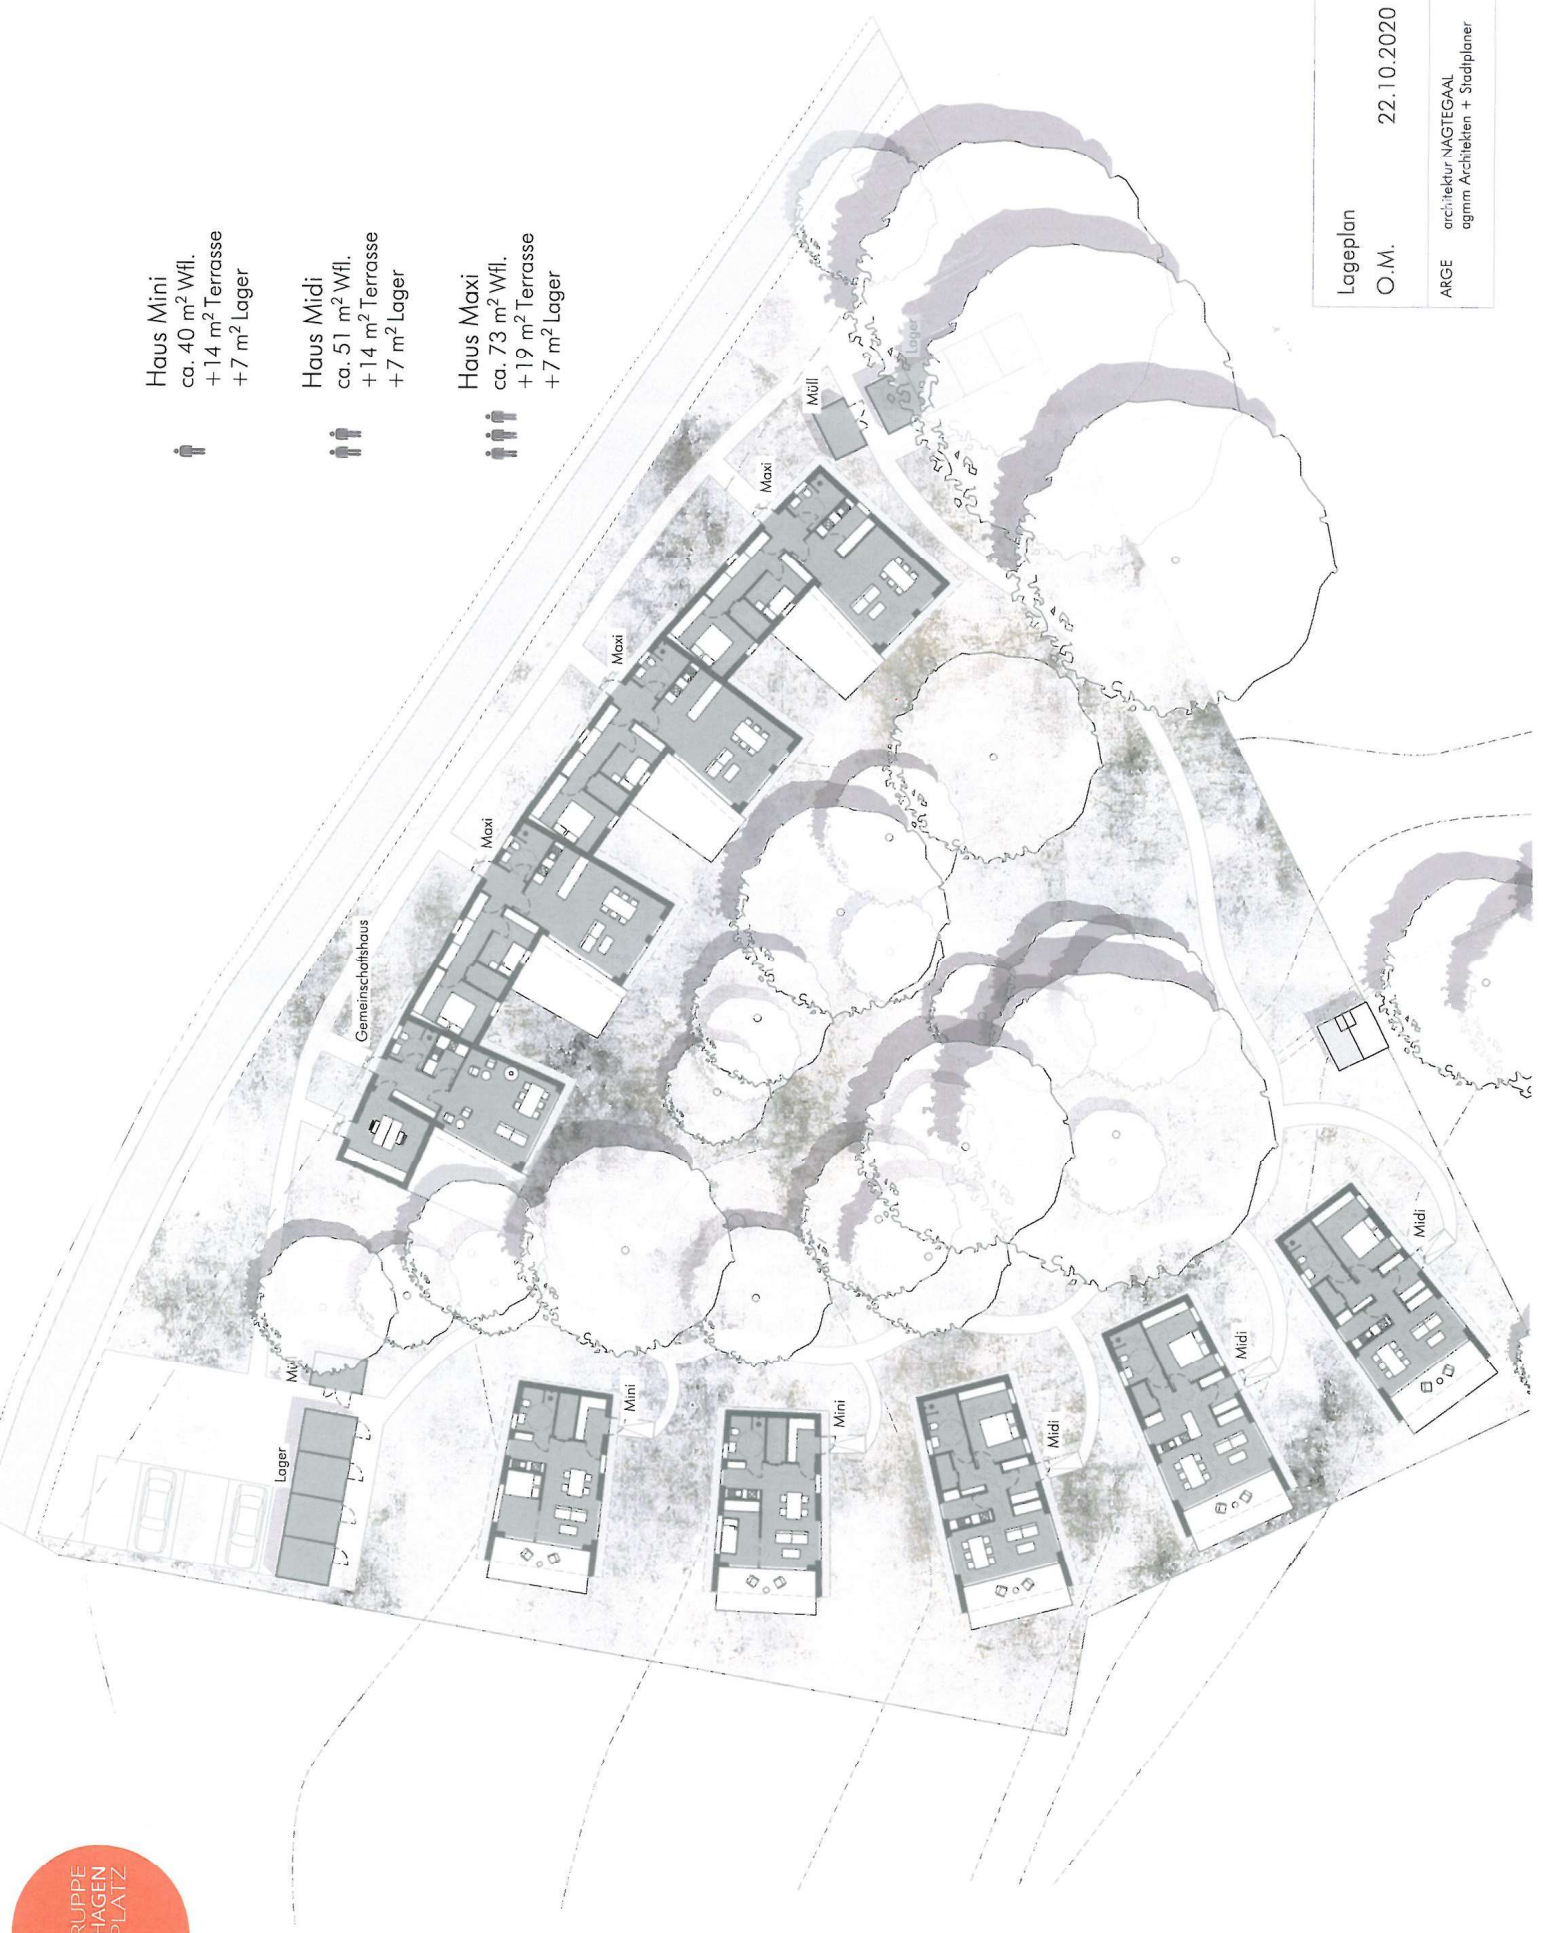 Haus Mini
ca. 40 m² Wfl.
+14 m² Terrasse
+7 m² Lager
Haus Midi
ca. 51 m² Wfl.
+14 m² Terrasse
+7 m² Lager
Haus Maxi
ca. 73 m² Wfl.
+19 m² Terrasse
+7 m² Lager
Müll
Lager
Maxi
Maxi
Maxi
Gemeinschaftshaus
Lager
Mini
Mini
Midi
Midi
Midi
RUPPE
HAGEN
PLATZ
Lageplan
O.M. 22.10.2020
ARGE architektur NAGTEGAAL
agmm Architekten + Stadtplaner